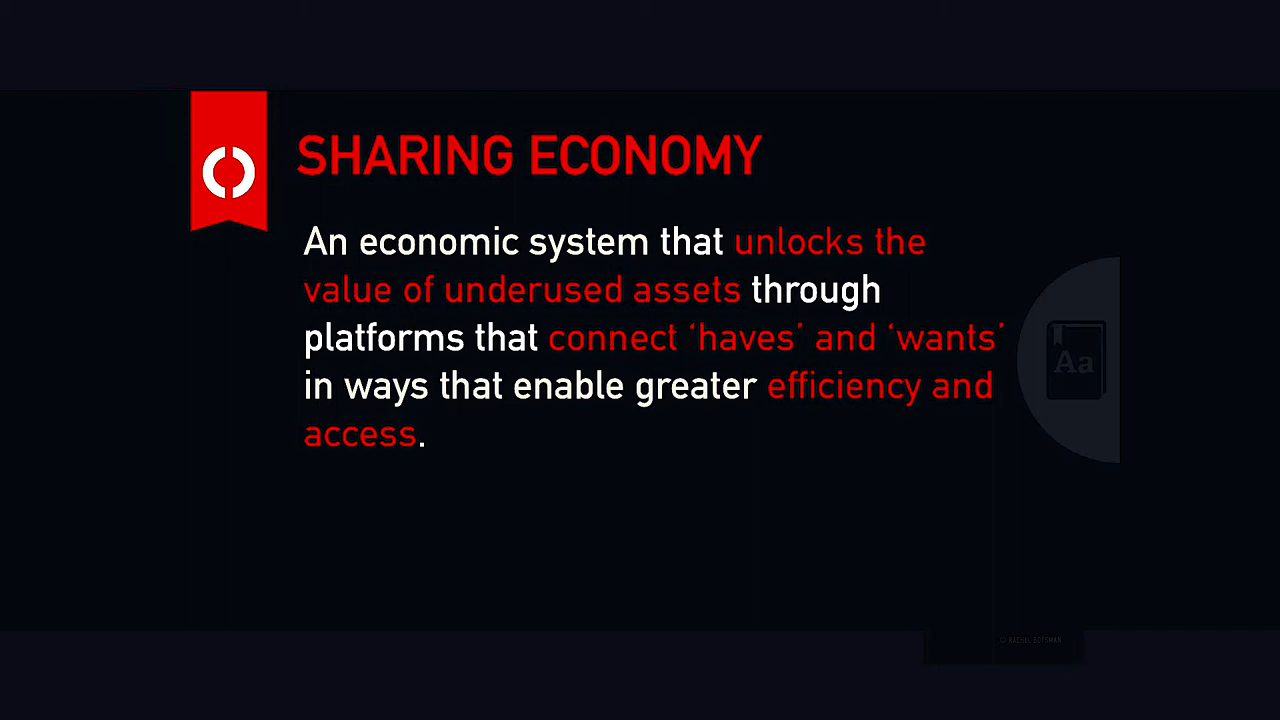 SHARING ECONOMY
An economic system that unlocks the
value of underused assets through
platforms that connect ‘haves’ and ‘wants’
in ways that enable greater efficiency and
access.
Aa
© RACHEL BOTSMAN